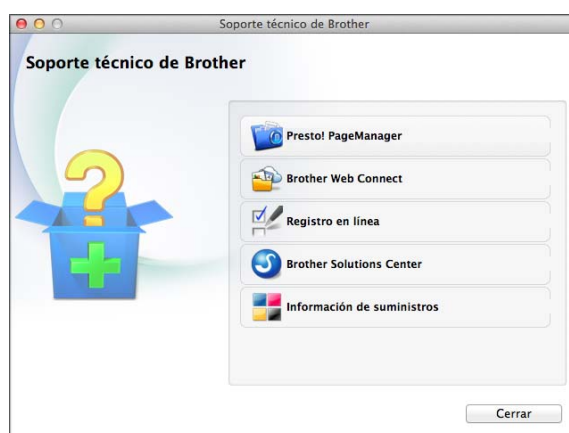 Soporte técnico de Brother
Soporte técnico de Brother
Presto! PageManager
Brother Web Connect
Registro en línea
Brother Solutions Center
Información de suministros
Cerrar